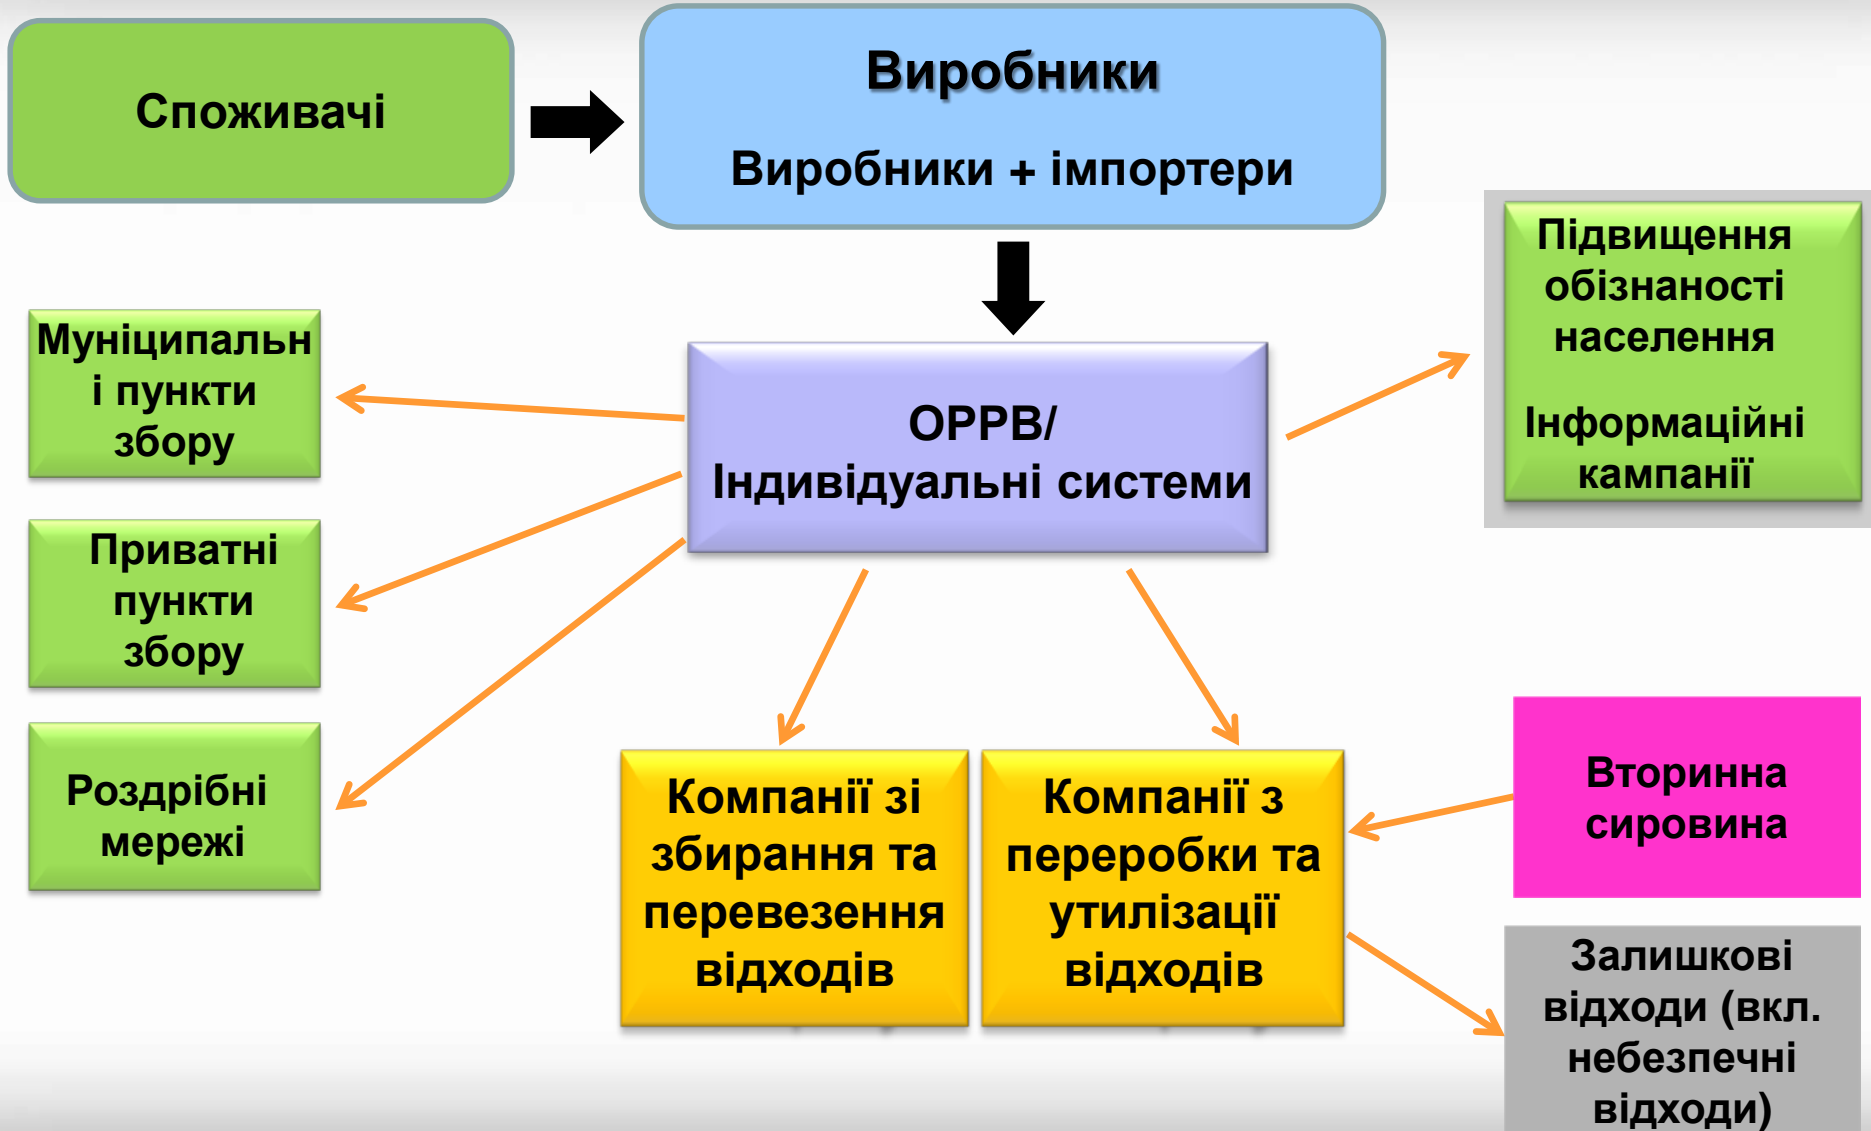 Споживачі
Виробники
Виробники + імпортери
Підвищення
обізнаності
населення
Інформаційні
кампанії
Муніципальн
і пункти
збору
ОРРВ/
Індивідуальні системи
Приватні
пункти
збору
Роздрібні
мережі
Компанії зі
збирання та
перевезення
відходів
Компанії з
переробки та
утилізації
відходів
Вторинна
сировина
Залишкові
відходи (вкл.
небезпечні
відходи)